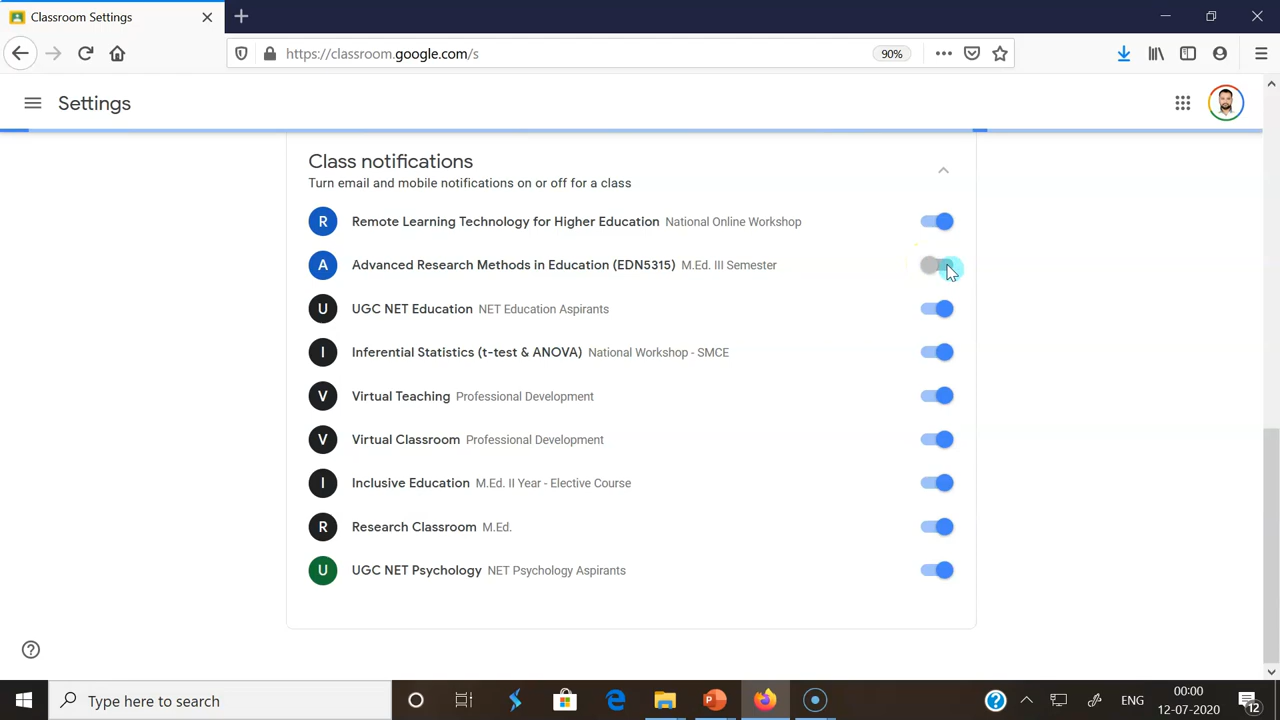 Classroom Settings
https://classroom.google.com/s
90%
Settings
Class notifications
Turn email and mobile notifications on or off for a class
R Remote Learning Technology for Higher Education National Online Workshop
A Advanced Research Methods in Education (EDN5315) M.Ed. III Semester
U UGC NET Education NET Education Aspirants
I Inferential Statistics (t-test & ANOVA) National Workshop - SMCE
V Virtual Teaching Professional Development
V Virtual Classroom Professional Development
I Inclusive Education M.Ed. II Year - Elective Course
R Research Classroom M.Ed.
U UGC NET Psychology NET Psychology Aspirants
Type here to search
ENG
00:00
12-07-2020
12